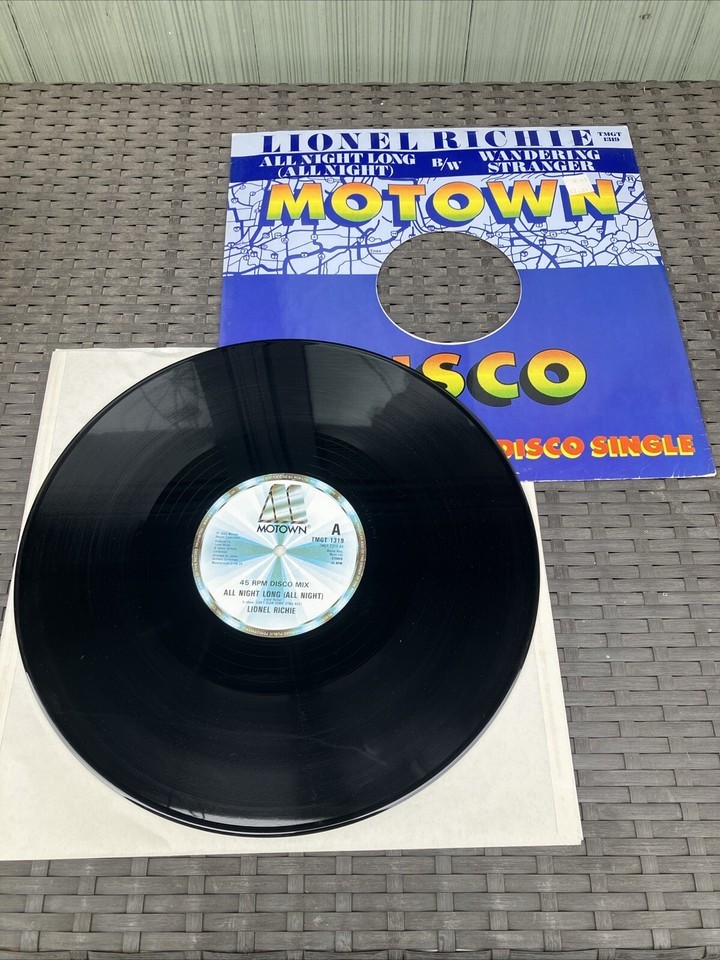 LIONEL RICHIE
TMGT
1319
ALL NIGHT LONG
(ALL NIGHT)
B/W
WANDERING
STRANGER
MOTOWN
ISCO
DISCO SINGLE
MOTOWN
A
TMGT 1319
45 RPM DISCO MIX
ALL NIGHT LONG (ALL NIGHT)
LIONEL RICHIE